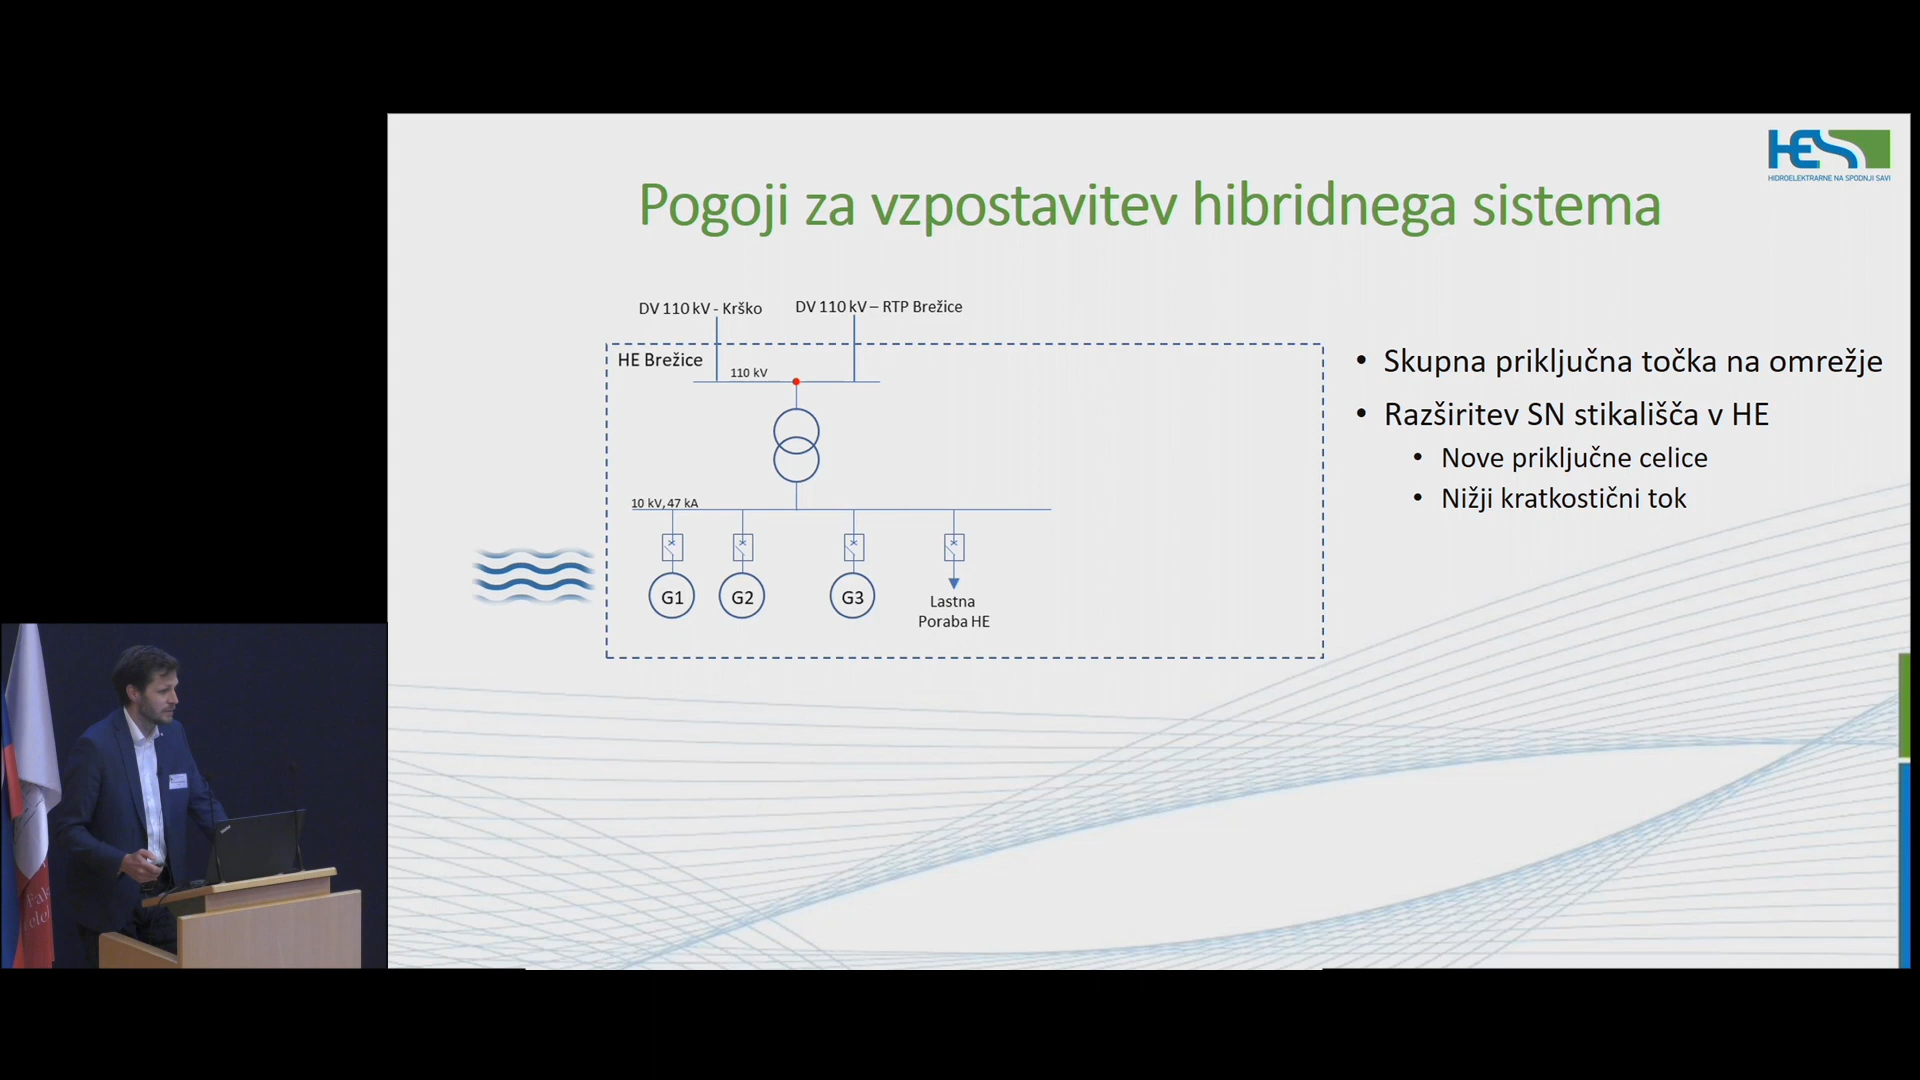 HESS
HIDROELEKTRARNE NA SPODNJI SAVI
Pogoji za vzpostavitev hibridnega sistema
DV 110 kV - Krško
DV 110 kV – RTP Brežice
HE Brežice
110 kV
10 kV, 47 kA
G1
G2
G3
Lastna
Poraba HE
• Skupna priključna točka na omrežje
• Razširitev SN stikališča v HE
• Nove priključne celice
• Nižji kratkostični tok